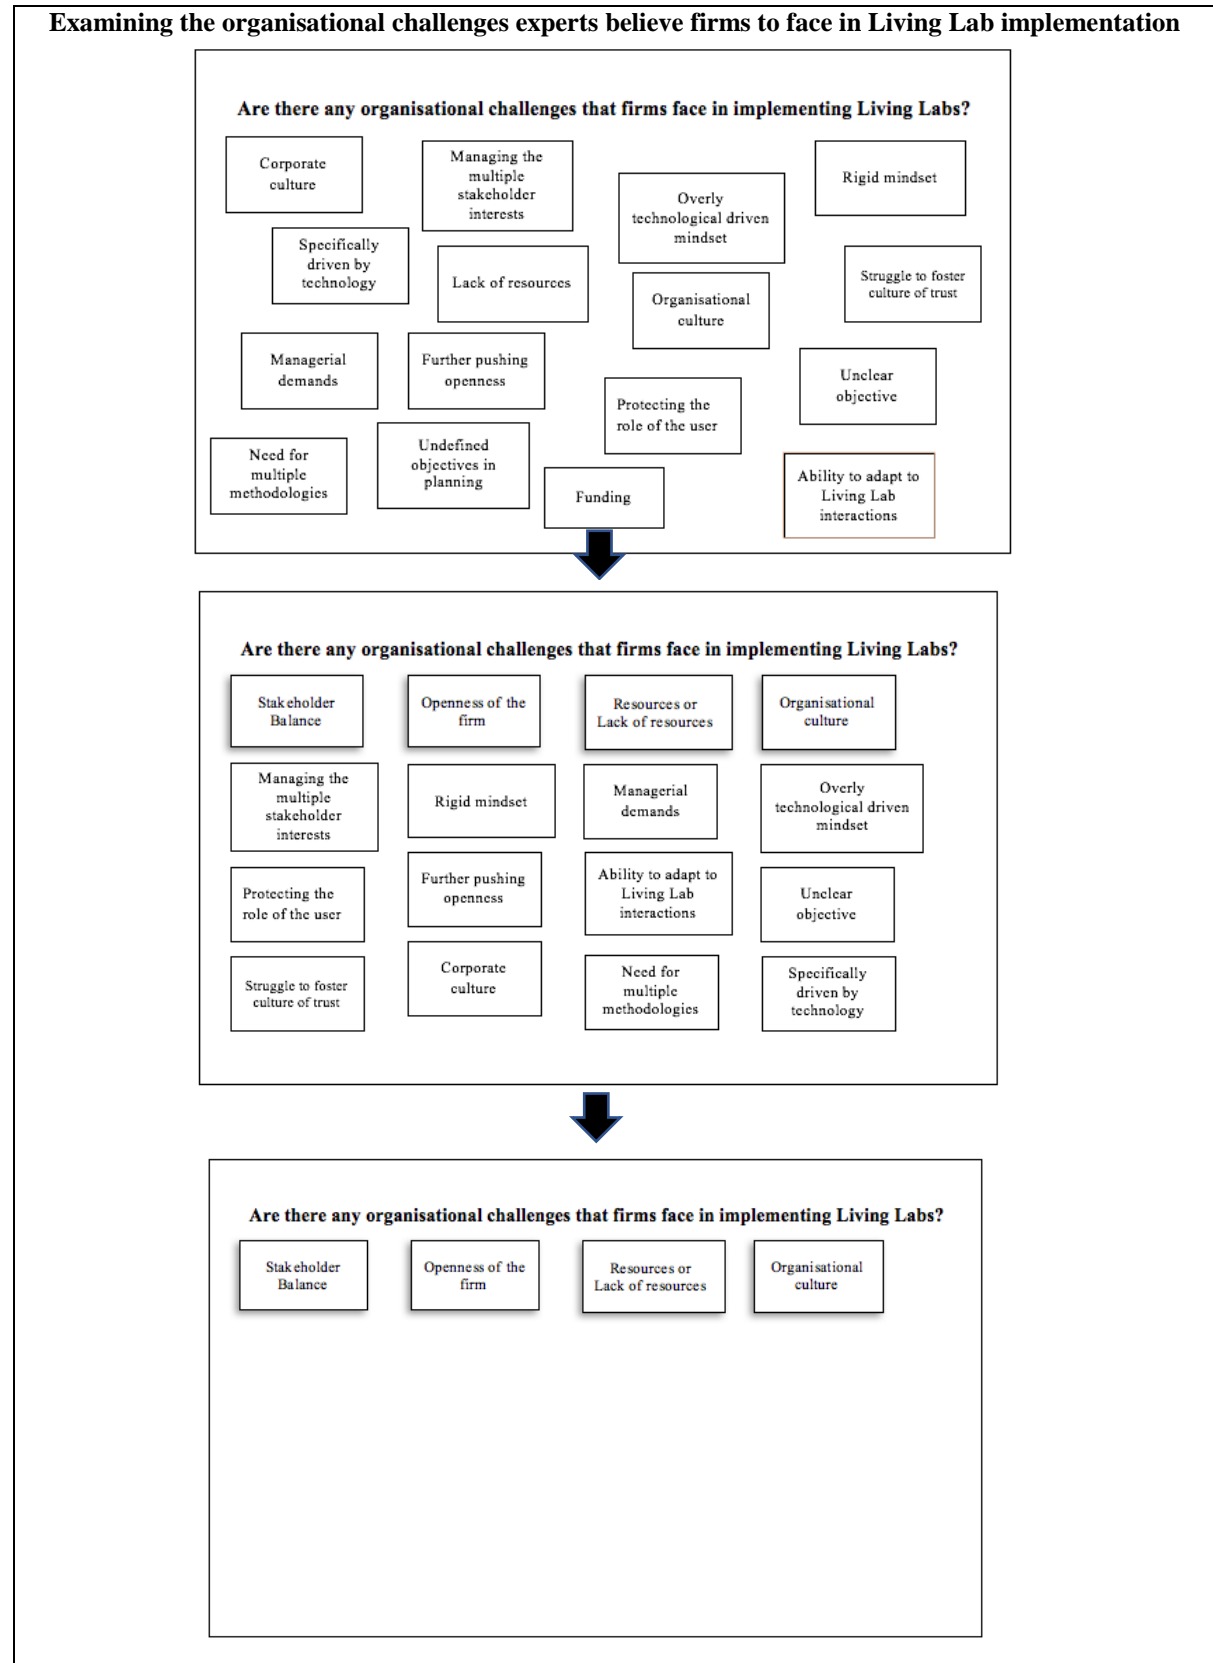 Examining the organisational challenges experts believe firms to face in Living Lab implementation
Are there any organisational challenges that firms face in implementing Living Labs?
Corporate
culture
Managing the
multiple
stakeholder
interests
Overly
technological driven
mindset
Rigid mindset
Specifically
driven by
technology
Lack of resources
Organisational
culture
Struggle to foster
culture of trust
Managerial
demands
Further pushing
openness
Protecting the
role of the user
Unclear
objective
Need for
multiple
methodologies
Undefined
objectives in
planning
Funding
Ability to adapt to
Living Lab
interactions
Are there any organisational challenges that firms face in implementing Living Labs?
Stakeholder
Balance
Openness of the
firm
Resources or
Lack of resources
Organisational
culture
Managing the
multiple
stakeholder
interests
Rigid mindset
Managerial
demands
Overly
technological driven
mindset
Protecting the
role of the user
Further pushing
openness
Ability to adapt to
Living Lab
interactions
Unclear
objective
Struggle to foster
culture of trust
Corporate
culture
Need for
multiple
methodologies
Specifically
driven by
technology
Are there any organisational challenges that firms face in implementing Living Labs?
Stakeholder
Balance
Openness of the
firm
Resources or
Lack of resources
Organisational
culture